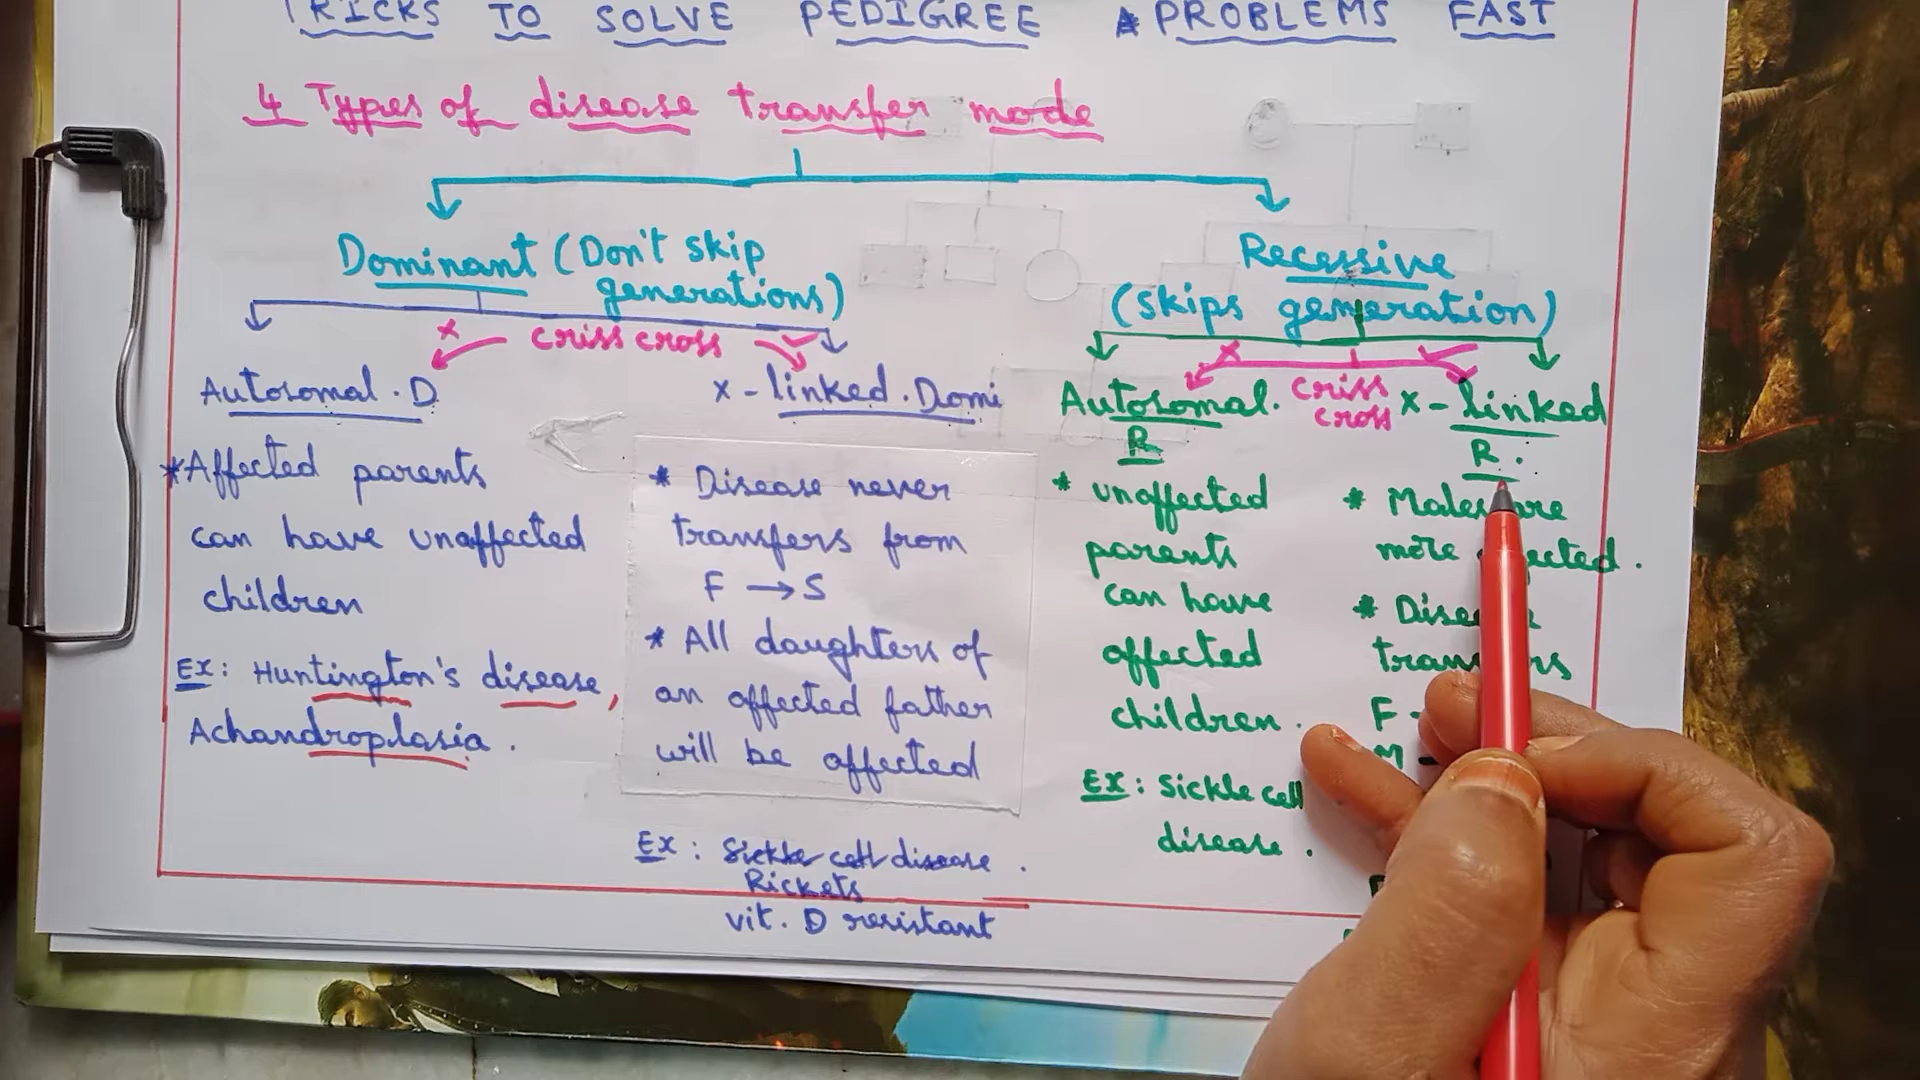 TRICKS TO SOLVE PEDIGREE PROBLEMS FAST
4 Types of disease transfer mode
Dominant (Don't skip
generations)
criss cross
Autosomal. D
x - linked. Domi
*Affected parents
can have unaffected
children
Ex: Huntington's disease,
Achandroplasia.
* Disease never
transfers from
F → S
* All daughters of
an affected father
will be affected
Ex: Sickle cell disease.
Rickets
vit. D resistant
Recessive
(skips generation)
criss
cross
Autosomal.
R
* unaffected
parents
can have
affected
children.
Ex: Sickle cell
disease.
x - linked
R.
* Males are
more
*
F
M